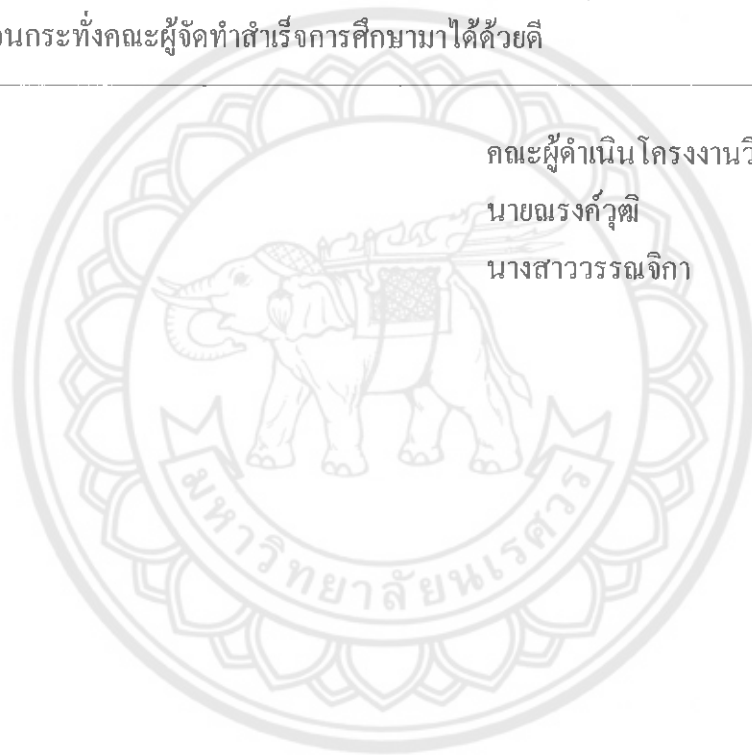 จนกระทั่งคณะผู้จัดทำสำเร็จการศึกษามาได้ด้วยดี
คณะผู้ดำเนินโครงงานวิ
นายณรงค์วุฒิ
นางสาววรรณจิกา
มหาวิทยาลัยนเรศวร